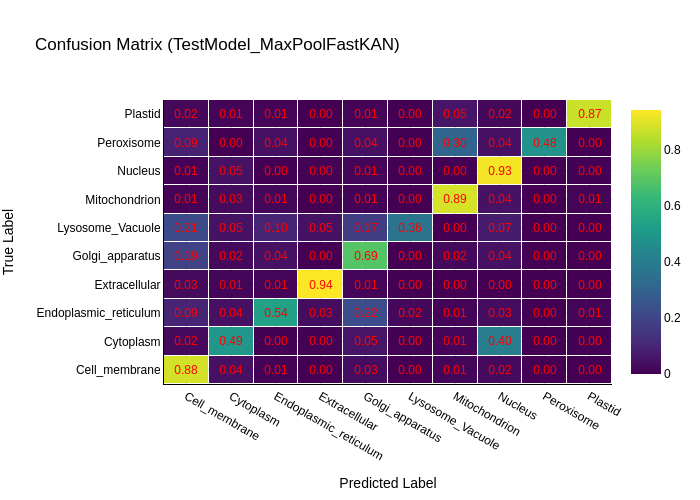 Confusion Matrix (TestModel_MaxPoolFastKAN)
True Label
Plastid 0.02 0.01 0.01 0.00 0.01 0.00 0.05 0.02 0.00 0.87
Peroxisome 0.09 0.00 0.04 0.00 0.04 0.00 0.04 0.48 0.00
Nucleus 0.01 0.05 0.00 0.00 0.01 0.00 0.00 0.93 0.00 0.00
Mitochondrion 0.01 0.03 0.01 0.00 0.01 0.00 0.89 0.04 0.00 0.01
Lysosome_Vacuole 0.05 0.10 0.05 0.17 0.36 0.00 0.07 0.00 0.00
Golgi_apparatus 0.02 0.04 0.00 0.69 0.00 0.02 0.04 0.00 0.00
Extracellular 0.03 0.01 0.01 0.94 0.01 0.00 0.00 0.00 0.00 0.00
Endoplasmic_reticulum 0.09 0.04 0.54 0.03 0.22 0.02 0.01 0.03 0.00 0.01
Cytoplasm 0.02 0.49 0.00 0.00 0.05 0.00 0.01 0.40 0.00 0.00
Cell_membrane 0.88 0.04 0.01 0.00 0.03 0.00 0.01 0.02 0.00 0.00
Cell_membrane Cytoplasm Endoplasmic_reticulum Extracellular Golgi_apparatus Lysosome_Vacuole Mitochondrion Nucleus Peroxisome Plastid
Predicted Label
0.8
0.6
0.4
0.2
0